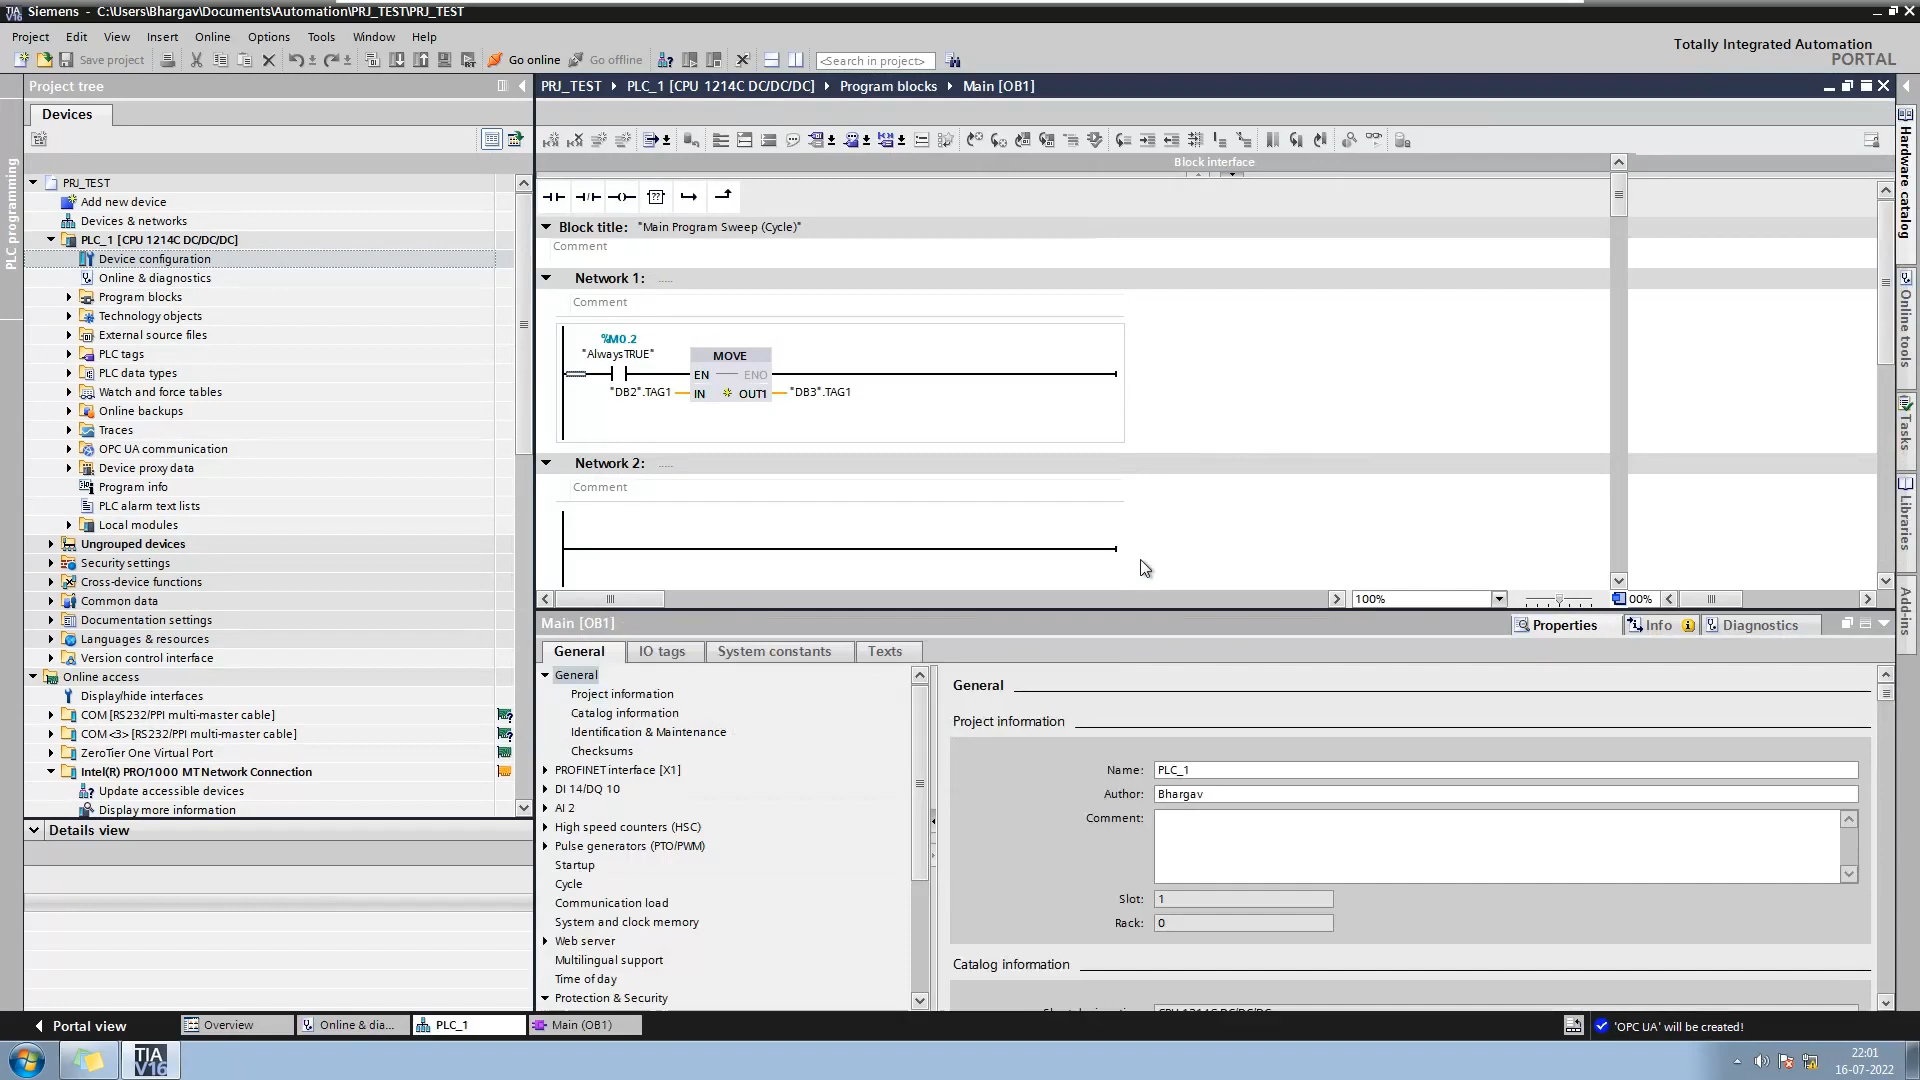 Siemens - C:\Users\Bhargav\Documents\Automation\PRJ_TEST\PRJ_TEST
Project Edit View Insert Online Options Tools Window Help
Totally Integrated Automation
PORTAL
Save project
Go online
Go offline
<Search in project>
Project tree
PRJ_TEST PLC_1 [CPU 1214C DC/DC/DC] Program blocks Main [OB1]
Devices
PLC programming
PRJ_TEST
Add new device
Devices & networks
PLC_1 [CPU 1214C DC/DC/DC]
Device configuration
Online & diagnostics
Program blocks
Technology objects
External source files
PLC tags
PLC data types
Watch and force tables
Online backups
Traces
OPC UA communication
Device proxy data
Program info
PLC alarm text lists
Local modules
Ungrouped devices
Security settings
Cross-device functions
Common data
Documentation settings
Languages & resources
Version control interface
Online access
Display/hide interfaces
COM [RS232/PPI multi-master cable]
COM <3> [RS232/PPI multi-master cable]
ZeroTier One Virtual Port
Intel(R) PRO/1000 MT Network Connection
Update accessible devices
Display more information
Details view
Block interface
Block title: "Main Program Sweep (Cycle)"
Comment
Network 1: .....
Comment
%M0.2
"AlwaysTRUE"
MOVE
EN ENO
"DB2".TAG1 IN OUT1 "DB3".TAG1
Network 2: .....
Comment
100%
00%
Hardware catalog
Online tools
Tasks
Libraries
Add-ins
Main [OB1]
Properties Info Diagnostics
General IO tags System constants Texts
General
Project information
Catalog information
Identification & Maintenance
Checksums
PROFINET interface [X1]
DI 14/DQ 10
AI 2
High speed counters (HSC)
Pulse generators (PTO/PWM)
Startup
Cycle
Communication load
System and clock memory
Web server
Multilingual support
Time of day
Protection & Security
General
Project information
Name: PLC_1
Author: Bhargav
Comment:
Slot: 1
Rack: 0
Catalog information
Portal view
Overview
Online & dia...
PLC_1
Main (OB1)
'OPC UA' will be created!
TIA
V16
22:01
16-07-2022